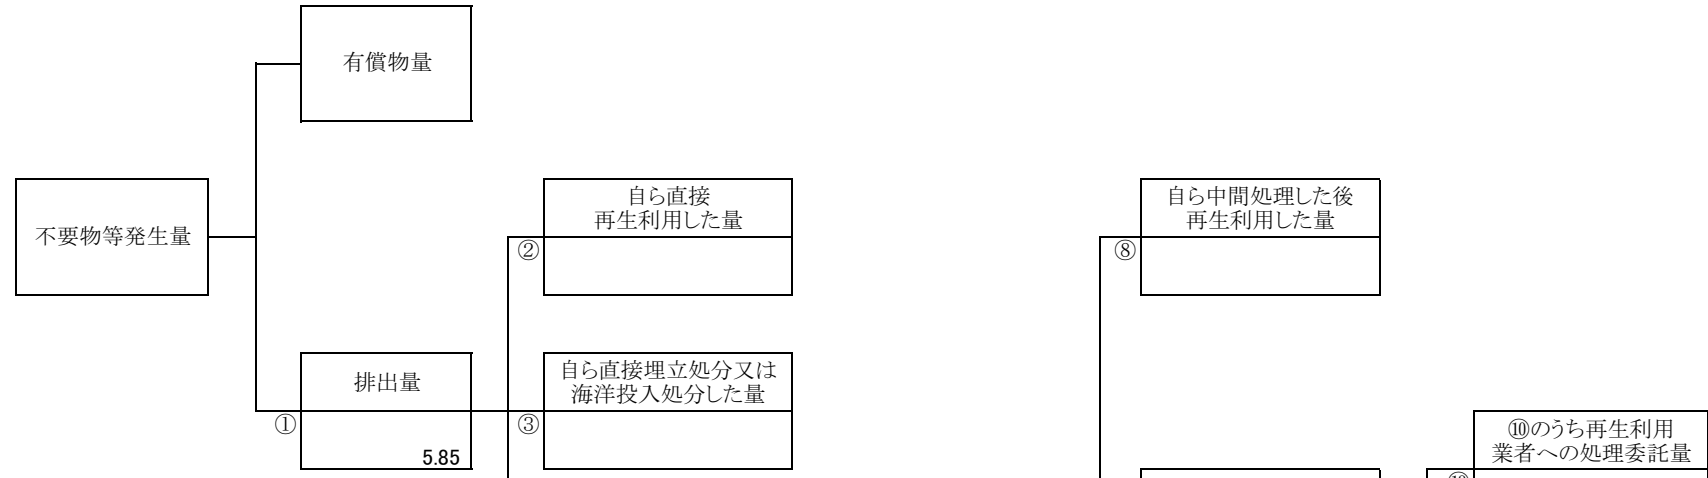 有償物量
不要物等発生量
自ら直接
再生利用した量
②
自ら中間処理した後
再生利用した量
⑧
排出量
①
5.85
自ら直接埋立処分又は
海洋投入処分した量
③
⑩のうち再生利用
業者への処理委託量